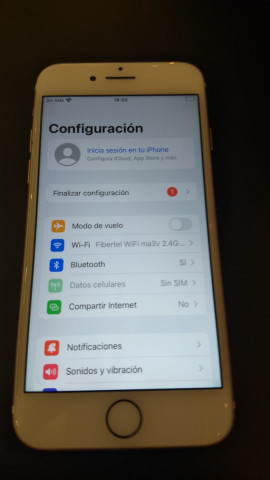 Sin SIM
Configuración
Inicia sesión en tu iPhone
Configura iCloud, App Store y más.
Finalizar configuración 1
Modo de vuelo
Wi-Fi Fibertel WiFi ma3v 2.4G...
Bluetooth Sí
Datos celulares Sin SIM
Compartir Internet No
Notificaciones
Sonidos y vibración